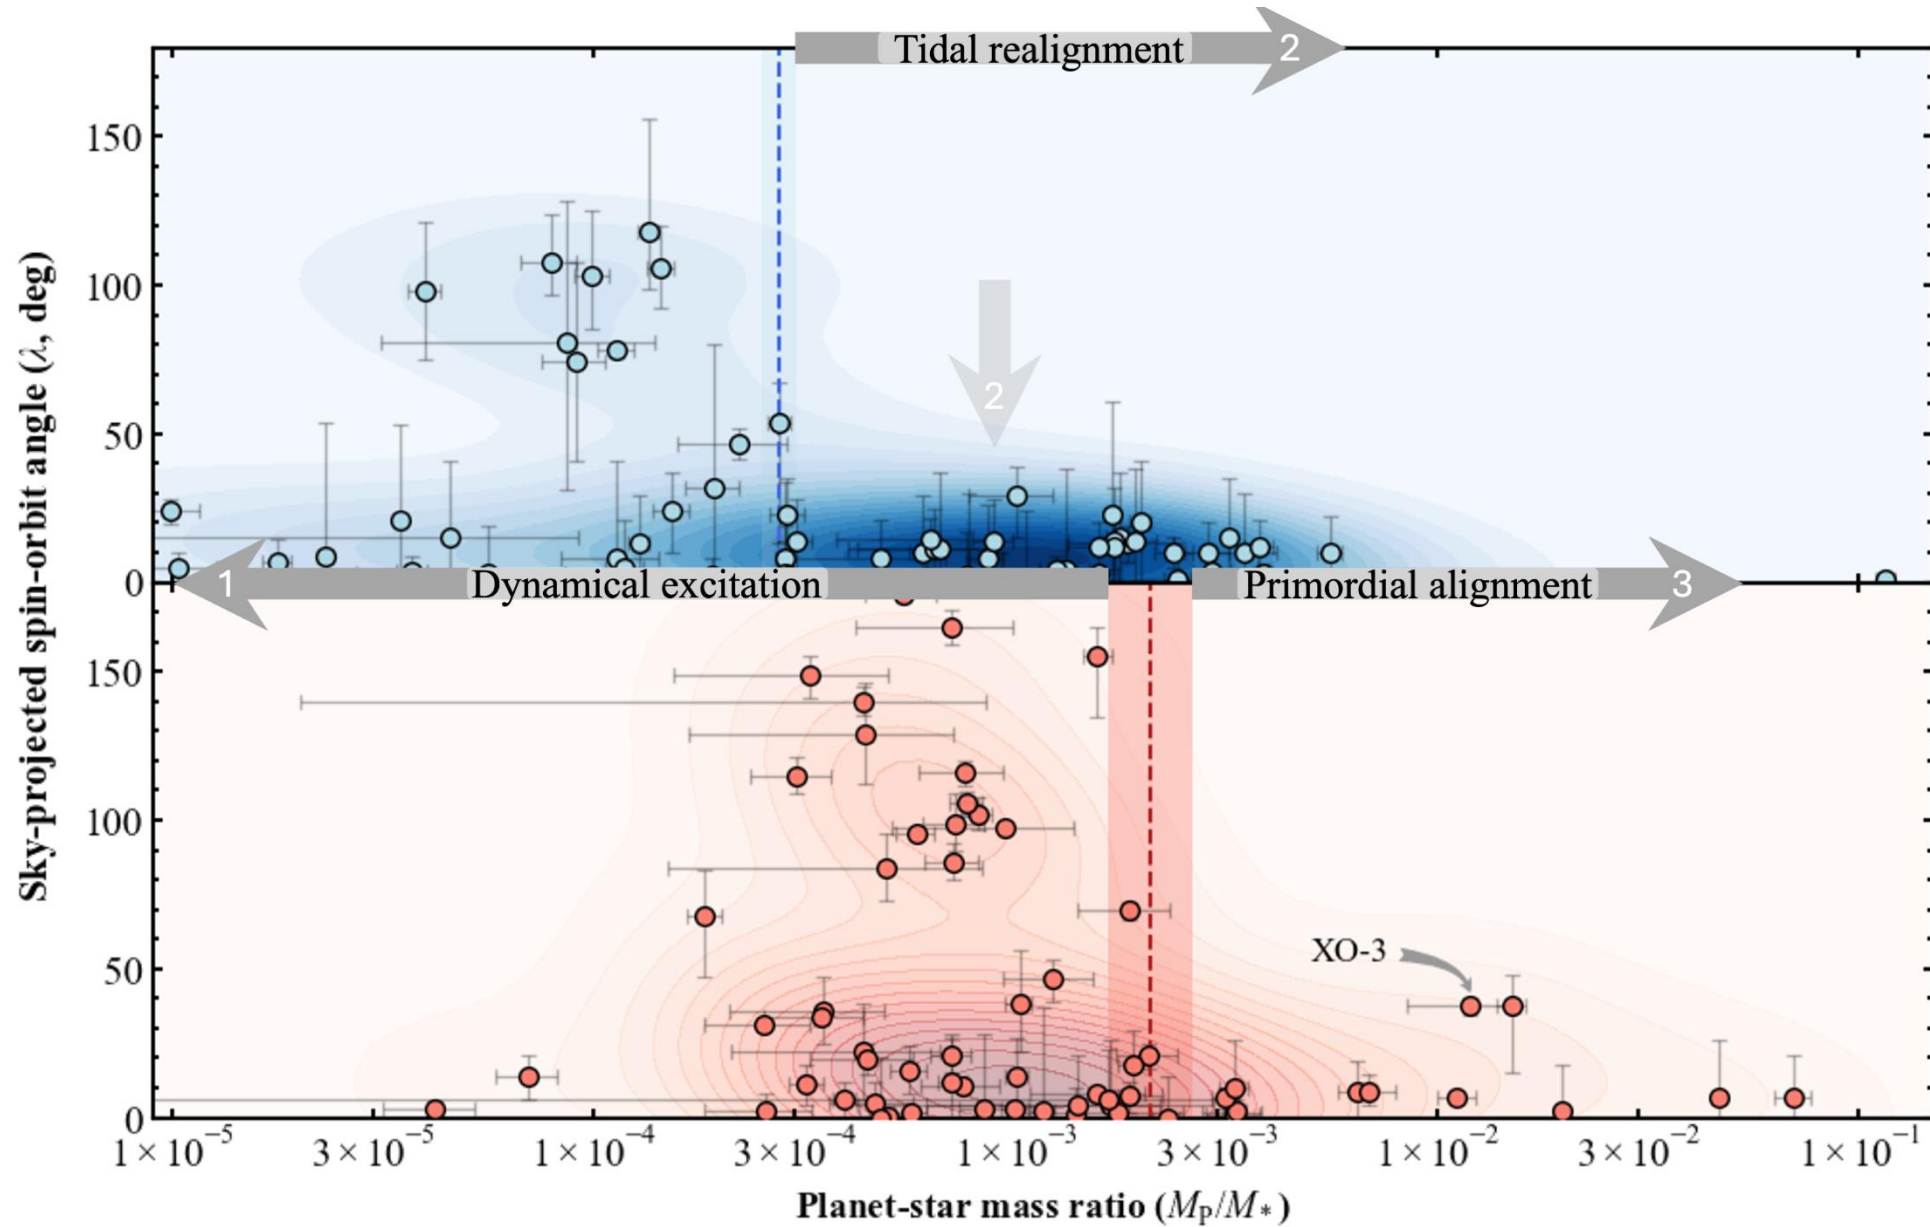 Tidal realignment 2
150
100
50
0
2
1 Dynamical excitation
Primordial alignment 3
150
100
50
0
XO-3
Sky-projected spin-orbit angle (λ, deg)
1 × 10⁻⁵ 3 × 10⁻⁵ 1 × 10⁻⁴ 3 × 10⁻⁴ 1 × 10⁻³ 3 × 10⁻³ 1 × 10⁻² 3 × 10⁻² 1 × 10⁻¹
Planet-star mass ratio (Mₚ/M*)